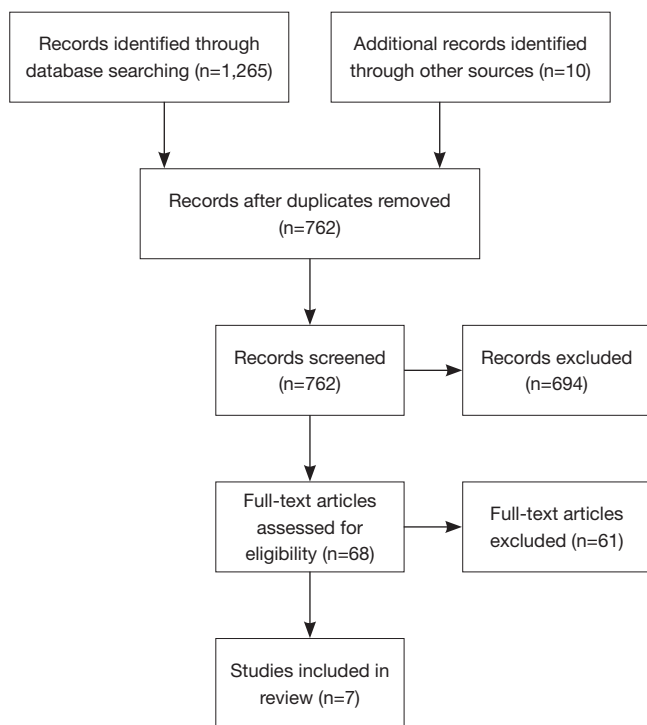 Records identified through
database searching (n=1,265)
Additional records identified
through other sources (n=10)
Records after duplicates removed
(n=762)
Records screened
(n=762)
Records excluded
(n=694)
Full-text articles
assessed for
eligibility (n=68)
Full-text articles
excluded (n=61)
Studies included in
review (n=7)